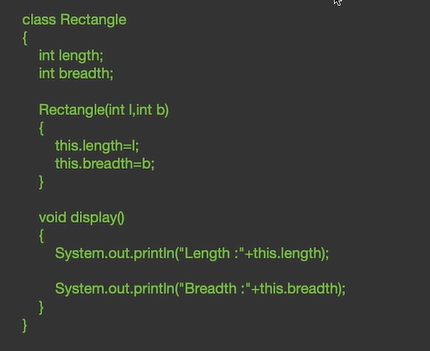 class Rectangle
{
int length;
int breadth;
Rectangle(int l,int b)
{
this.length=l;
this.breadth=b;
}
void display()
{
System.out.println("Length :"+this.length);
System.out.println("Breadth :"+this.breadth);
}
}